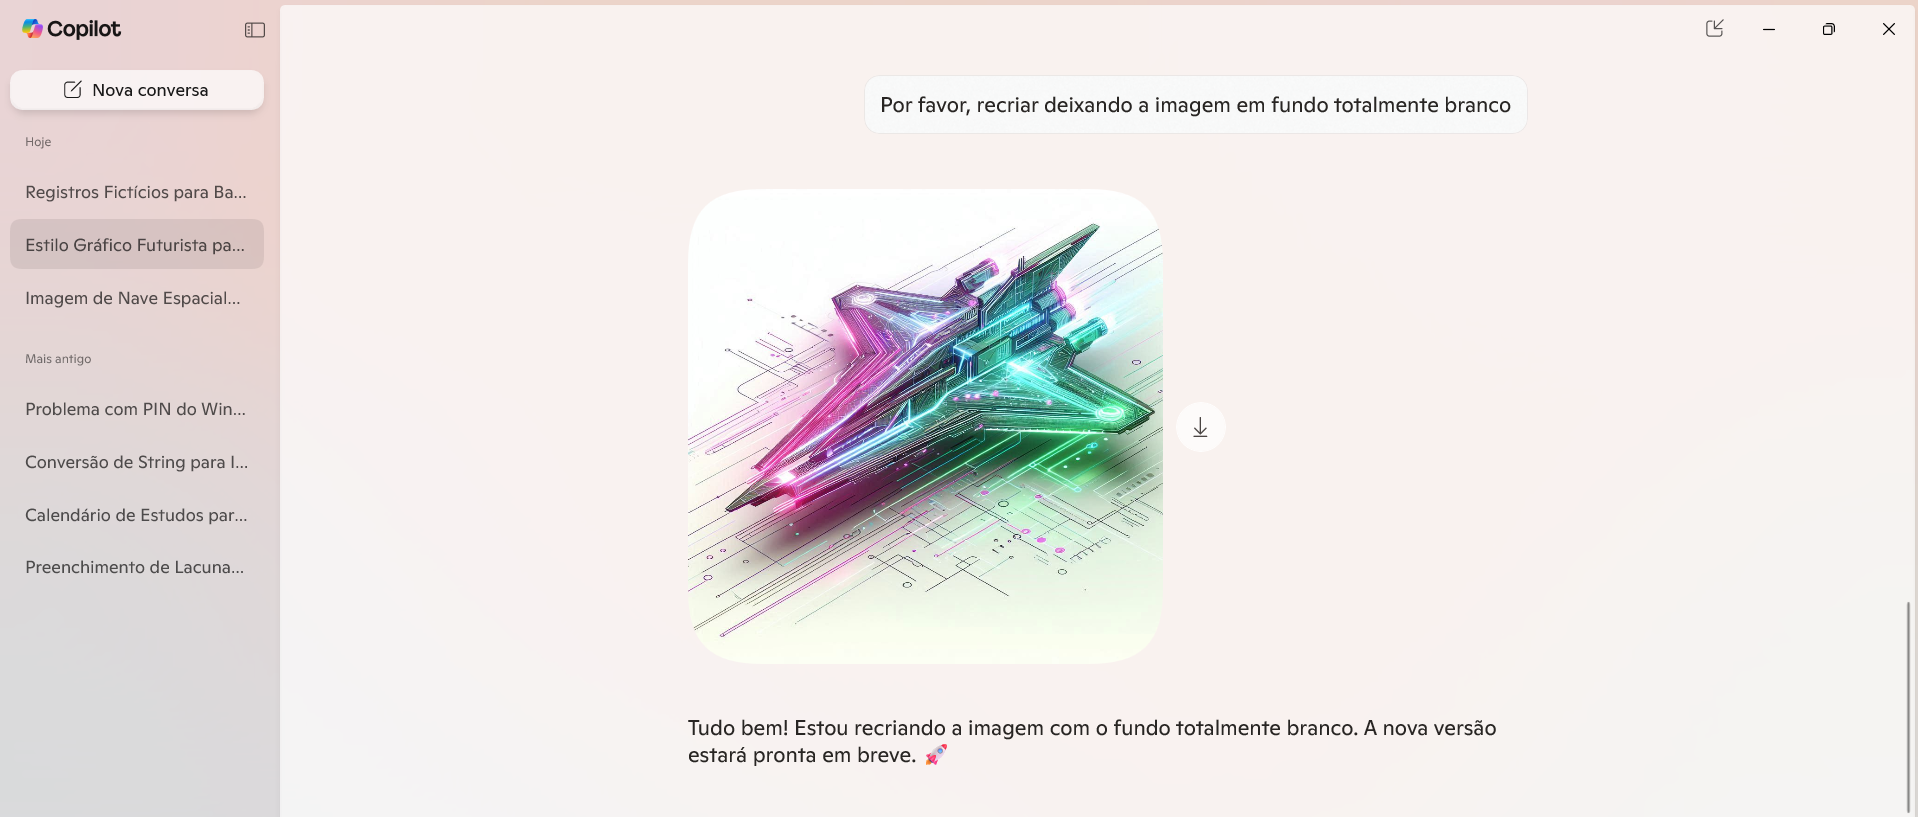 Copilot
Nova conversa
Hoje
Registros Fictícios para Ba...
Estilo Gráfico Futurista pa...
Imagem de Nave Espacial...
Mais antigo
Problema com PIN do Win...
Conversão de String para I...
Calendário de Estudos par...
Preenchimento de Lacuna...
Por favor, recriar deixando a imagem em fundo totalmente branco
Tudo bem! Estou recriando a imagem com o fundo totalmente branco. A nova versão
estará pronta em breve. 🚀